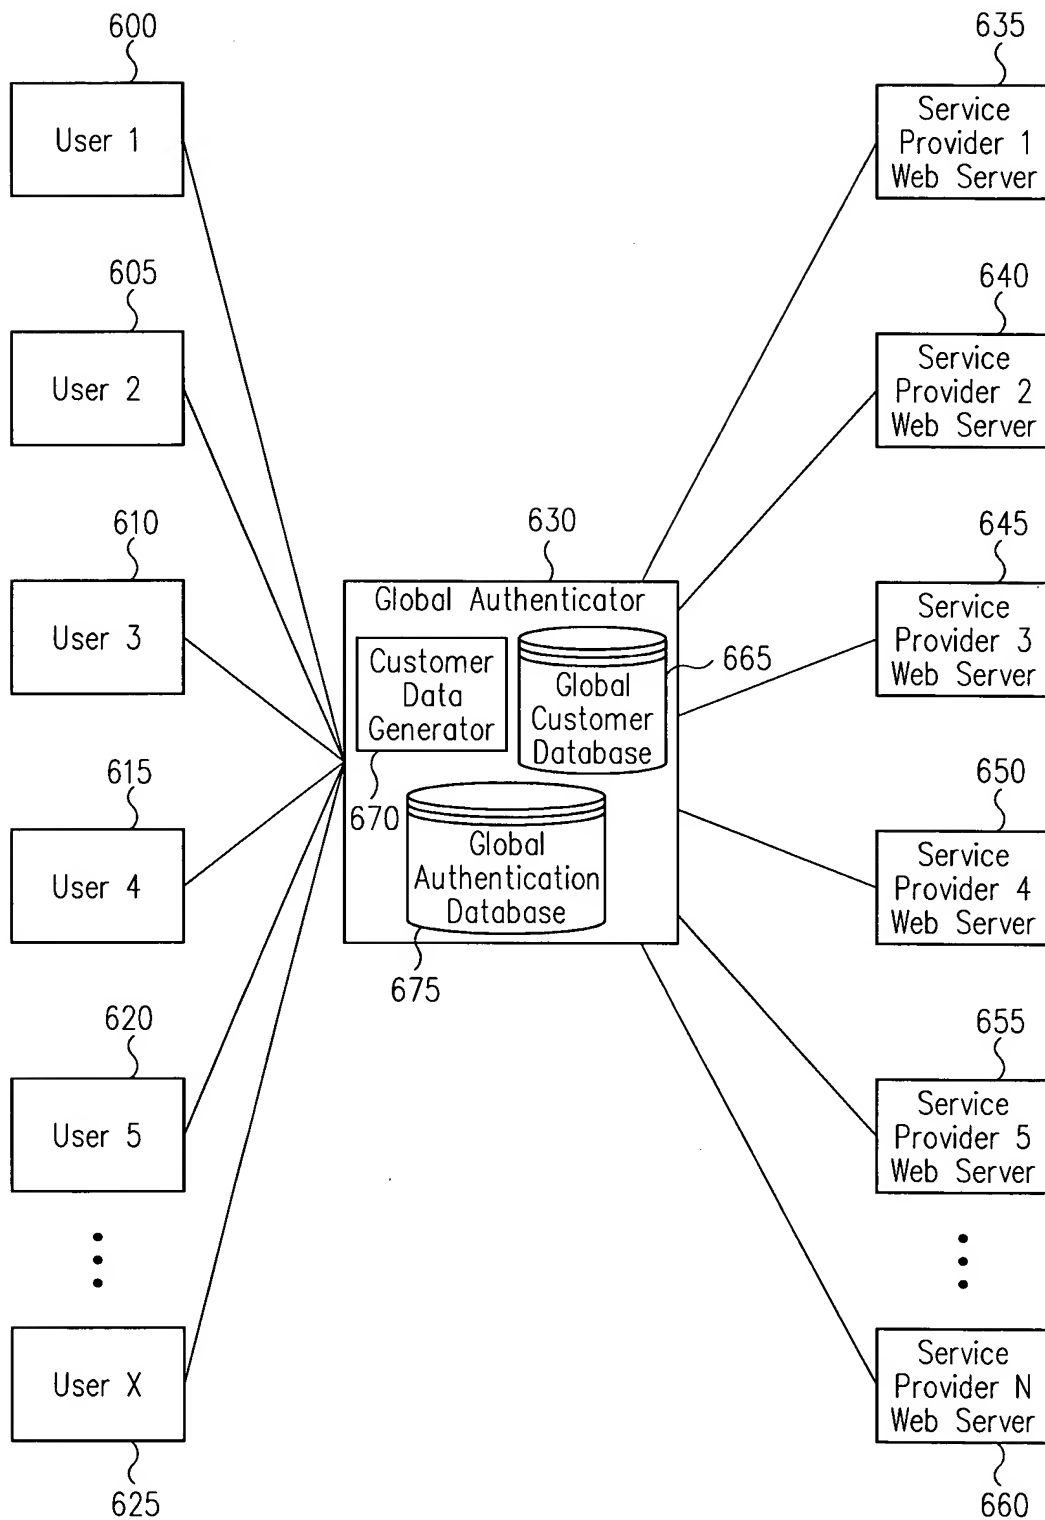 600
User 1
605
User 2
610
User 3
615
User 4
620
User 5
User X
625
630
Global Authenticator
Customer
Data
Generator
670
Global
Customer
Database
665
Global
Authentication
Database
675
635
Service
Provider 1
Web Server
640
Service
Provider 2
Web Server
645
Service
Provider 3
Web Server
650
Service
Provider 4
Web Server
655
Service
Provider 5
Web Server
Service
Provider N
Web Server
660